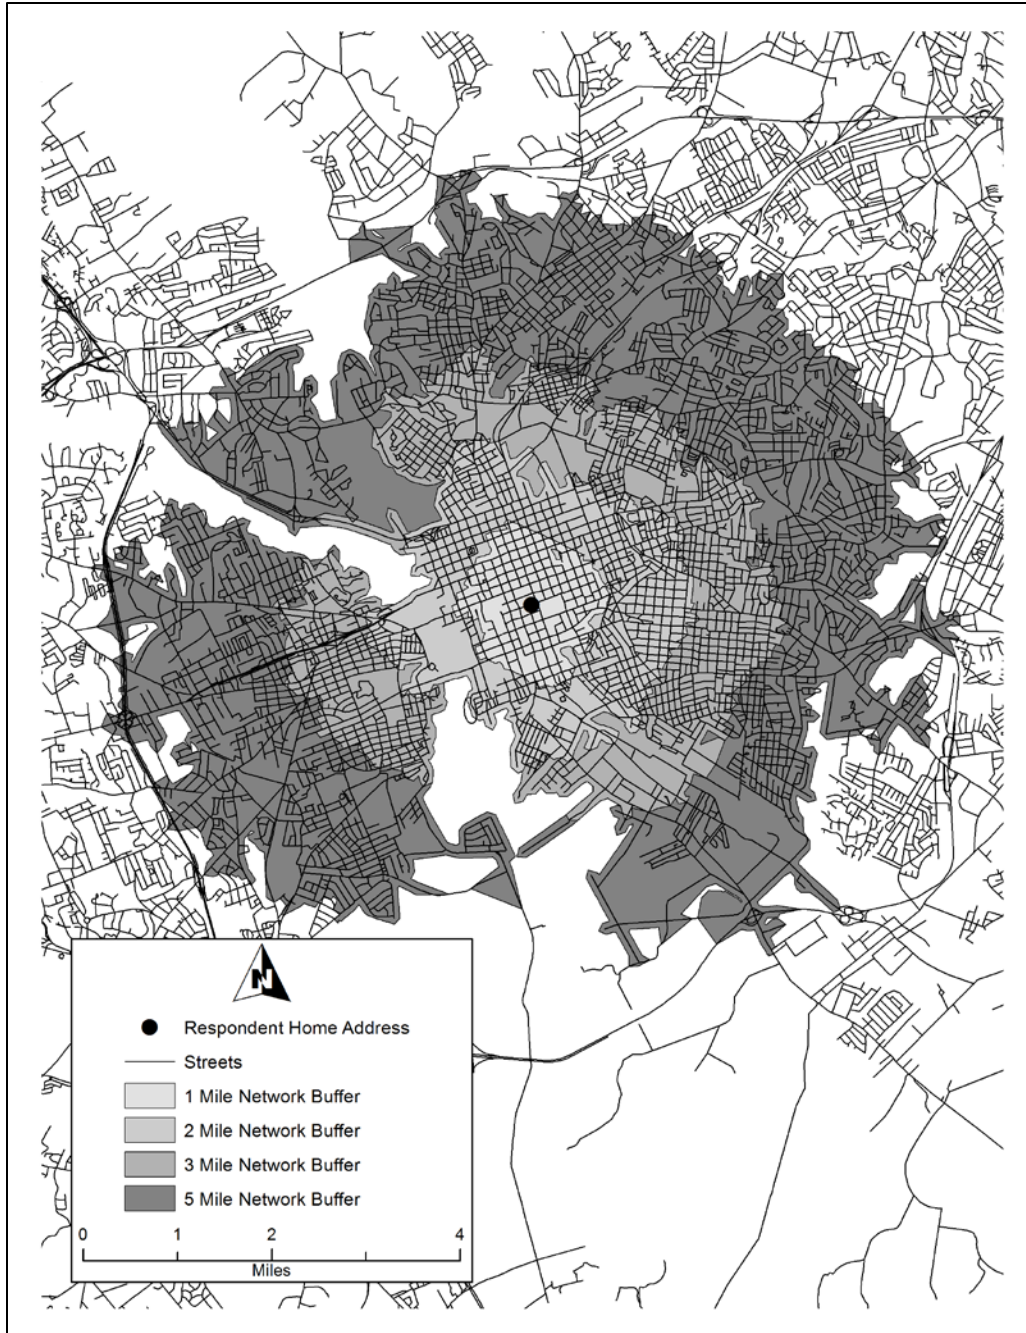 N
Respondent Home Address
Streets
1 Mile Network Buffer
2 Mile Network Buffer
3 Mile Network Buffer
5 Mile Network Buffer
0 1 2 4
Miles